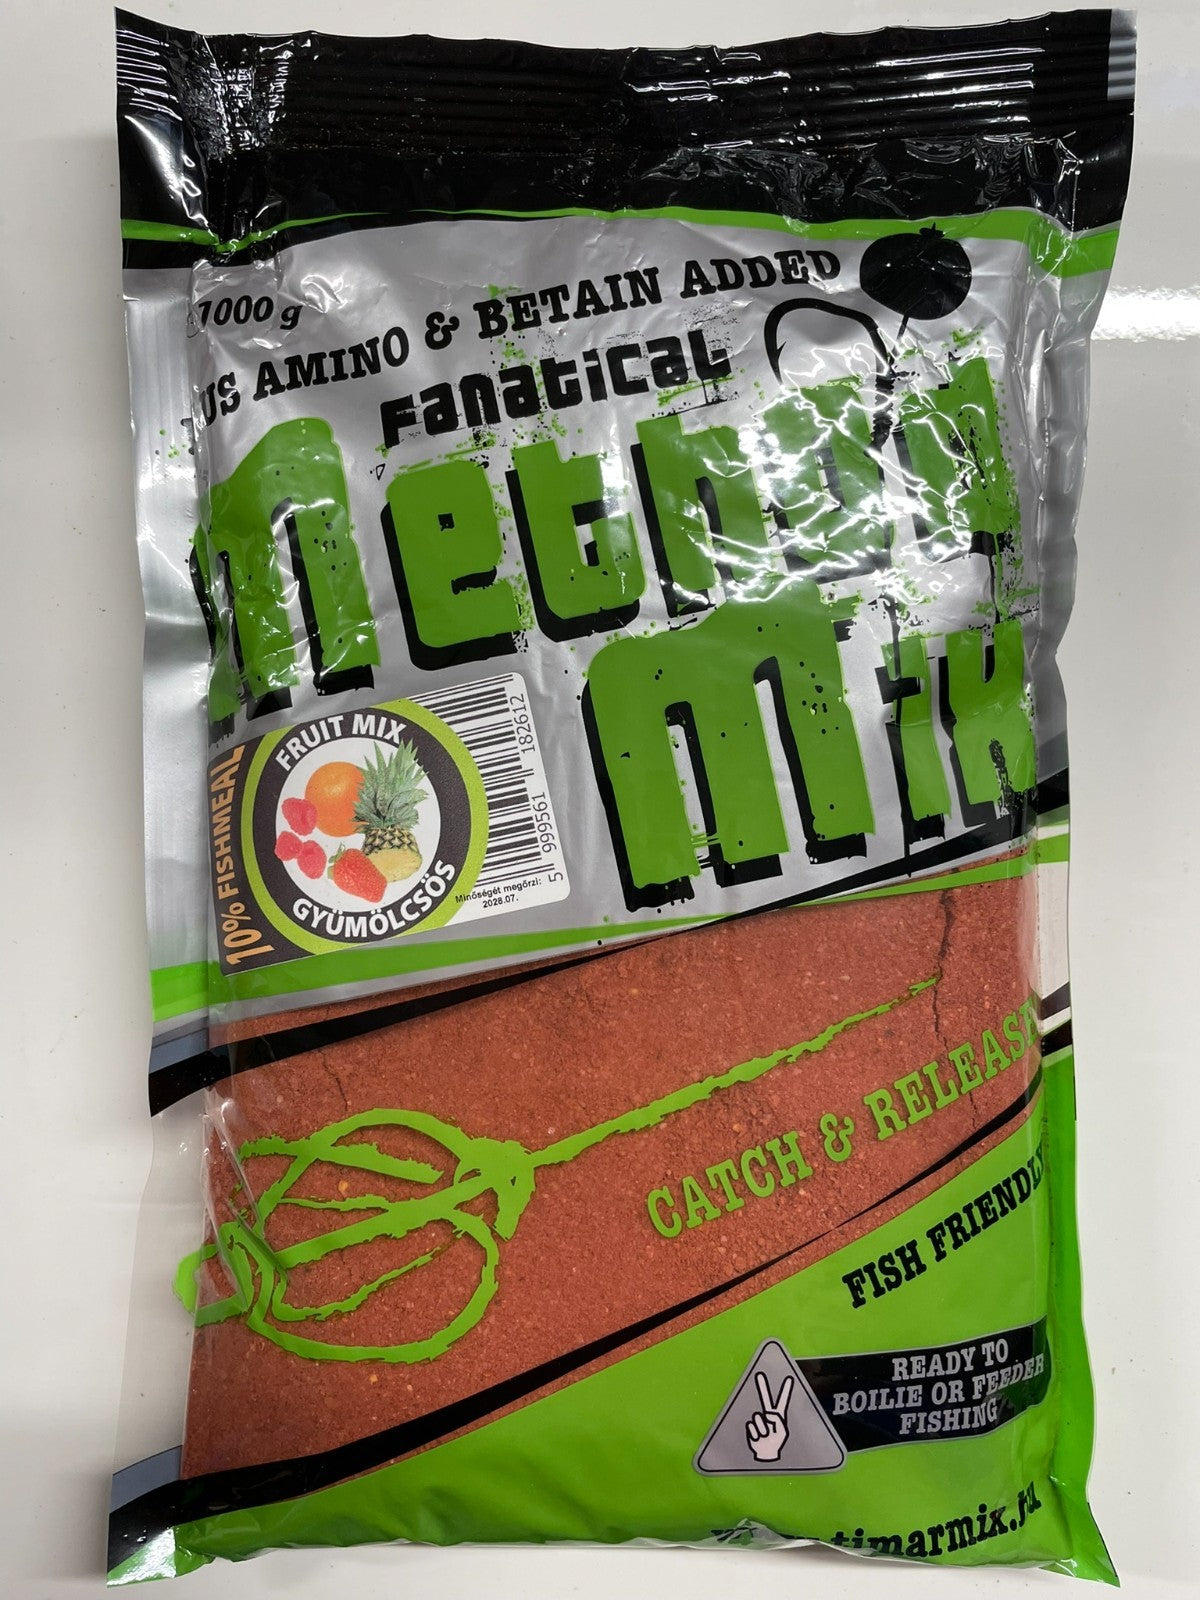 1000 g
AMINO & BETAIN ADDED
Fanatical
Method
Mix
FRUIT MIX
GYÜMÖLCSÖS
10% FISHMEAL
5 999561 182612
Minőségét megőrzi:
2028.07.
CATCH & RELEASE
FISH FRIENDLY
READY TO
BOILIE OR FEEDER
FISHING
www.timarmix.hu